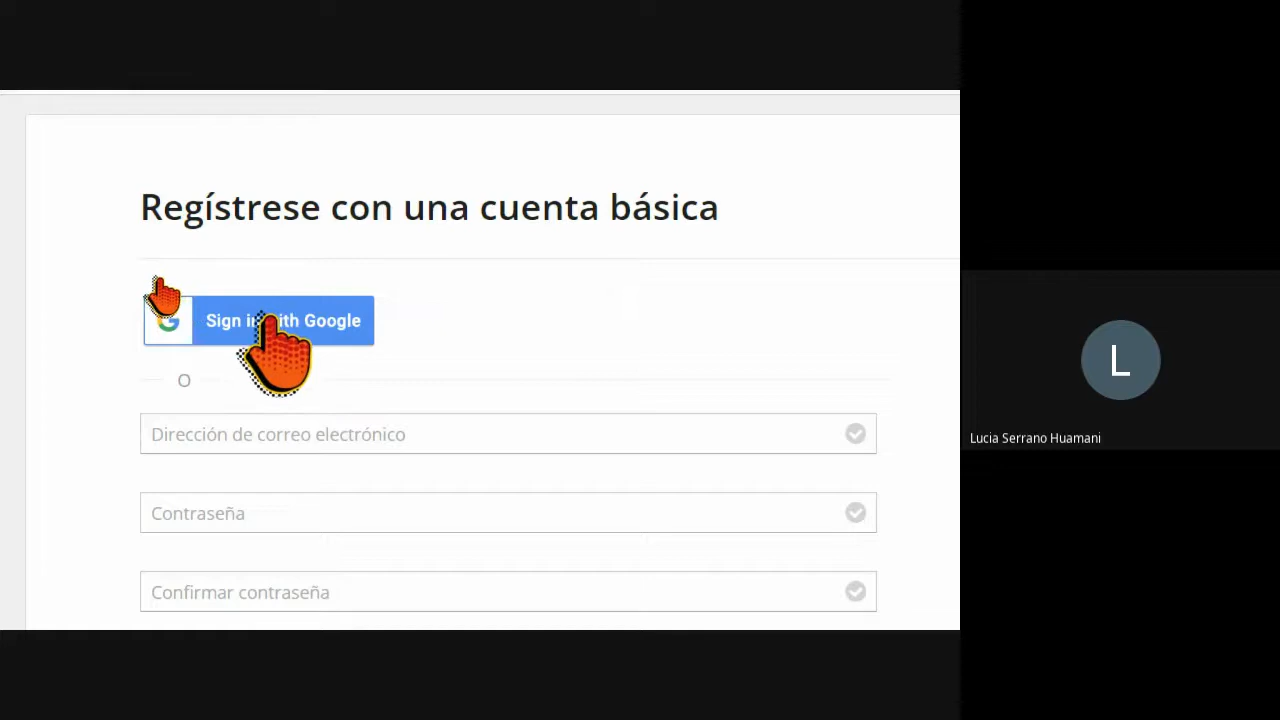 Regístrese con una cuenta básica
Sign in with Google
O
Dirección de correo electrónico
Contraseña
Confirmar contraseña
L
Lucia Serrano Huamani